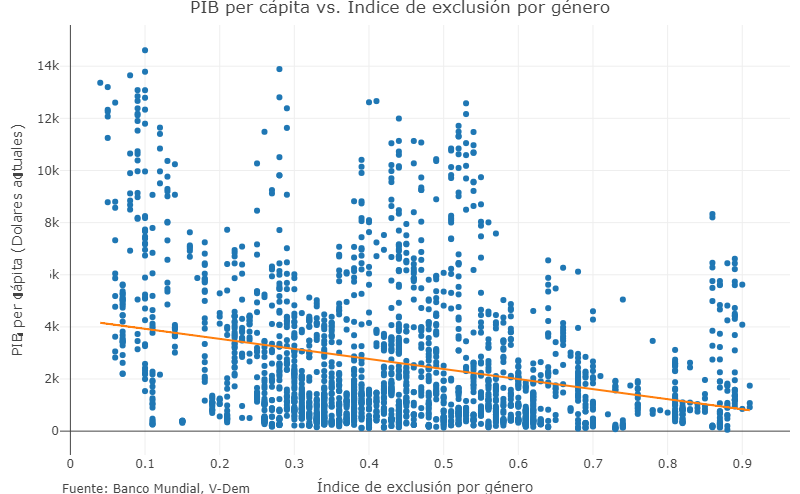 PIB per cápita vs. Índice de exclusión por género
14k
12k
10k
8k
6k
4k
2k
0
PIB per cápita (Dolares actuales)
0
0.1
0.2
0.3
0.4
0.5
0.6
0.7
0.8
0.9
Índice de exclusión por género
Fuente: Banco Mundial, V-Dem